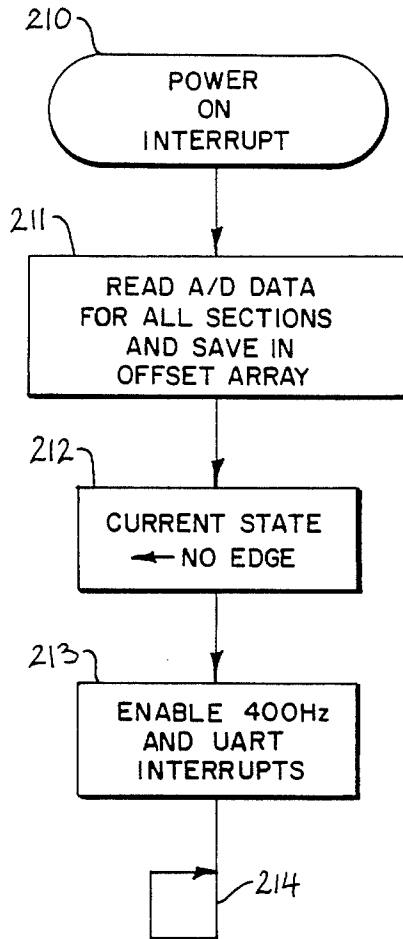 210
POWER
ON
INTERRUPT
211
READ A/D DATA
FOR ALL SECTIONS
AND SAVE IN
OFFSET ARRAY
212
CURRENT STATE
← NO EDGE
213
ENABLE 400Hz
AND UART
INTERRUPTS
214